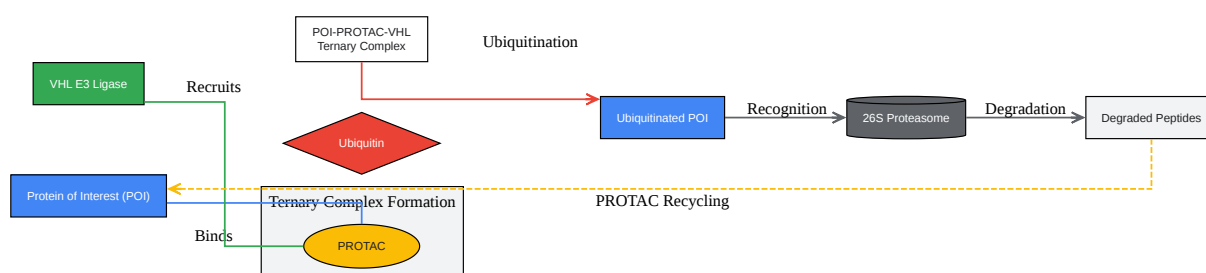 POI-PROTAC-VHL
Ternary Complex
Ubiquitination
VHL E3 Ligase
Recruits
Ubiquitinated POI
Recognition
26S Proteasome
Degradation
Degraded Peptides
Ubiquitin
Protein of Interest (POI)
Ternary Complex Formation
PROTAC Recycling
Binds
PROTAC